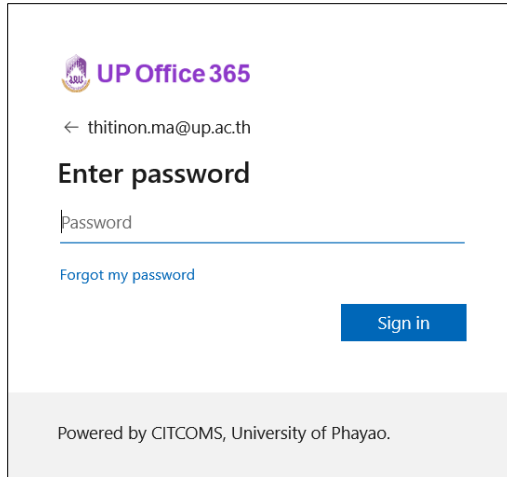 UP Office 365
← thitinon.ma@up.ac.th
Enter password
Password
Forgot my password
Sign in
Powered by CITCOMS, University of Phayao.